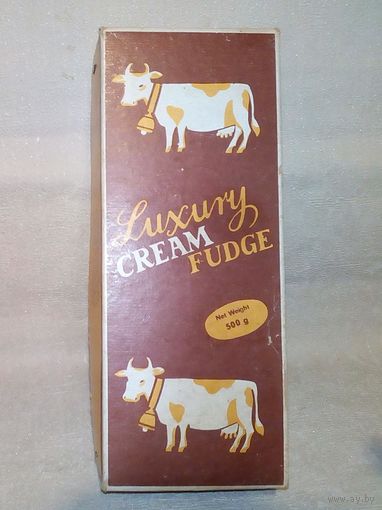 Luxury
CREAM
FUDGE
Net Weight
500 g
www.ay.by